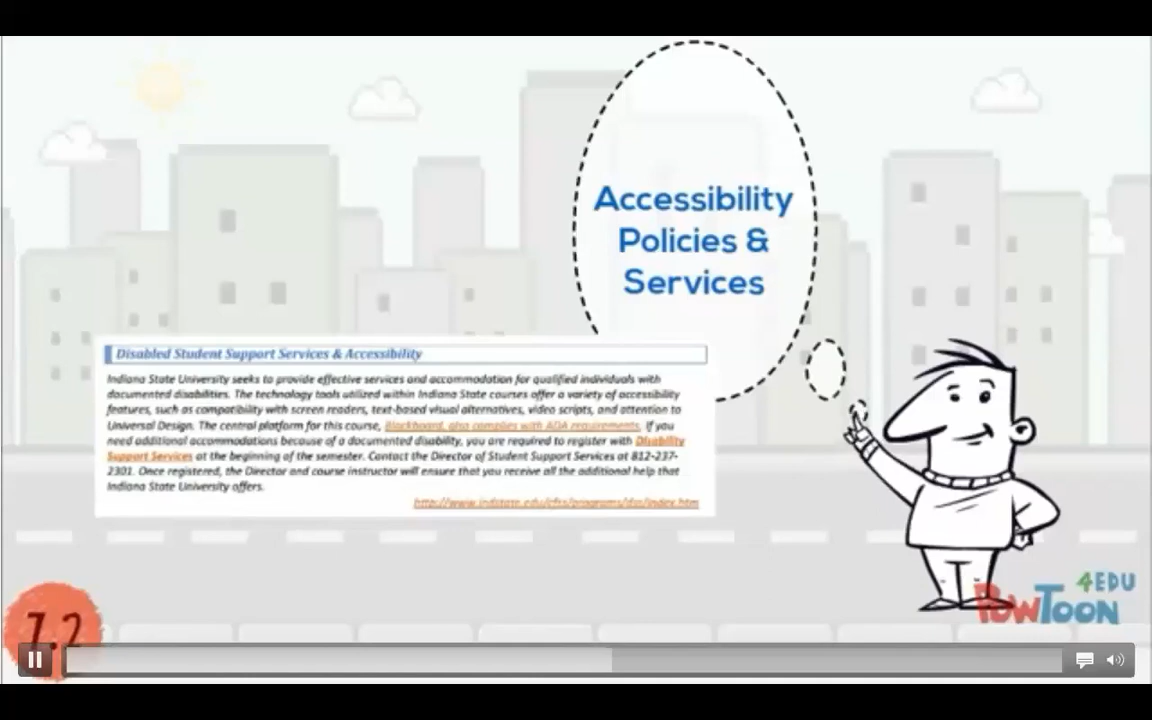 Accessibility
Policies &
Services
Disabled Student Support Services & Accessibility
Indiana State University seeks to provide effective services and accommodation for qualified individuals with
documented disabilities. The technology tools utilized within Indiana State courses offer a variety of accessibility
features, such as compatibility with screen readers, text-based visual alternatives, video scripts, and attention to
Universal Design. The central platform for this course, Blackboard, also complies with ADA requirements. If you
need additional accommodations because of a documented disability, you are required to register with Disability
Support Services at the beginning of the semester. Contact the Director of Student Support Services at 812-237-
2301. Once registered, the Director and course instructor will ensure that you receive all the additional help that
Indiana State University offers.
7.2
4EDU
PowToon